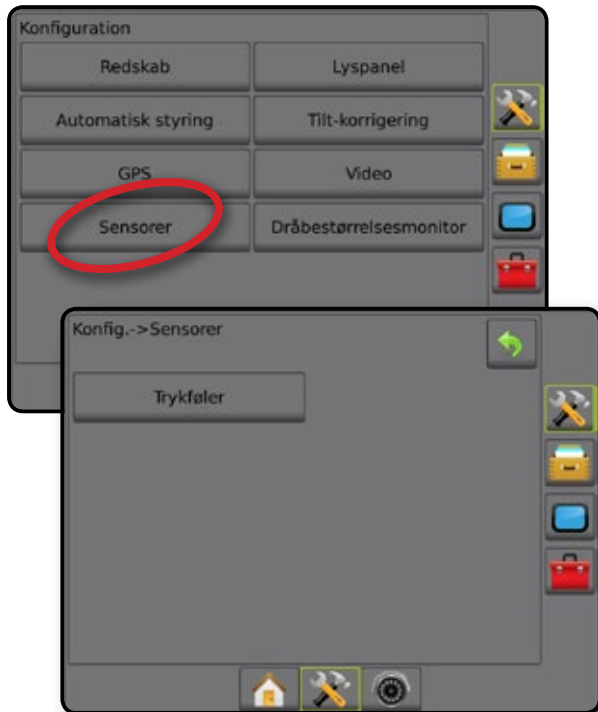 Konfiguration
Redskab Lyspanel
Automatisk styring Tilt-korrigering
GPS Video
Sensorer Dråbestørrelsesmonitor
Konfig.->Sensorer
Trykføler